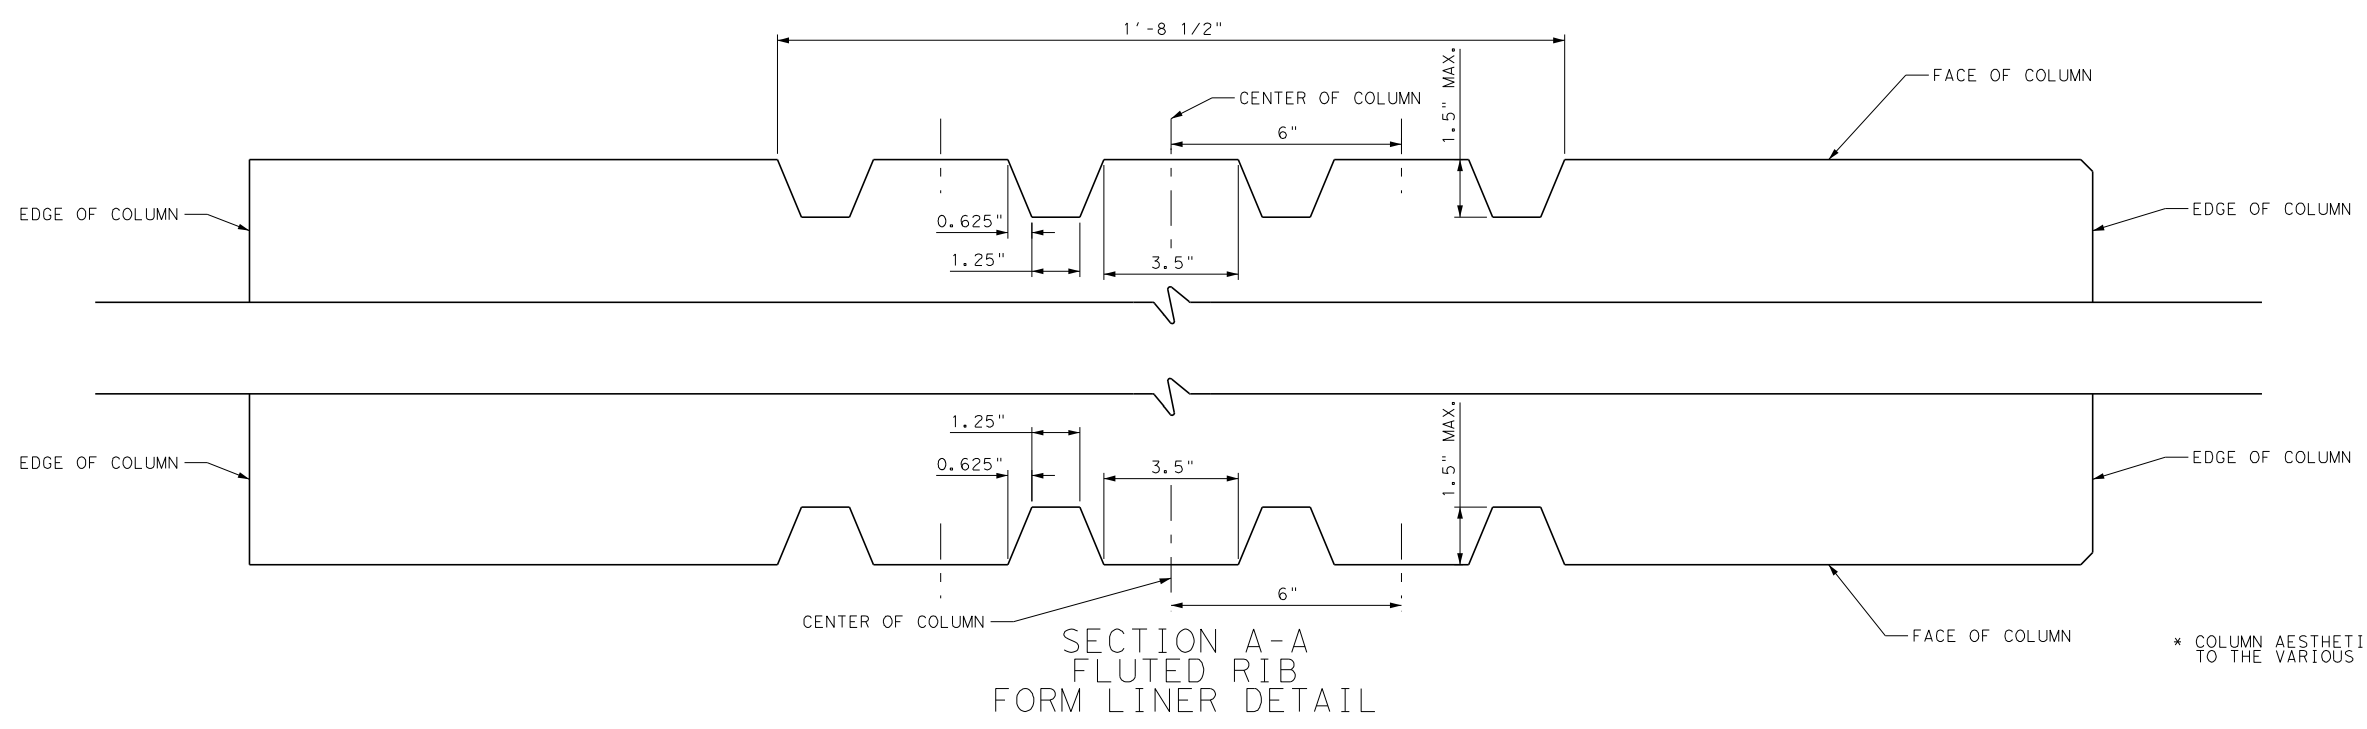 1'-8 1/2"
1.5" MAX.
FACE OF COLUMN
CENTER OF COLUMN
6"
EDGE OF COLUMN
0.625"
EDGE OF COLUMN
1.25"
3.5"
1.25"
1.5" MAX.
EDGE OF COLUMN
0.625"
3.5"
EDGE OF COLUMN
6"
CENTER OF COLUMN
FACE OF COLUMN
SECTION A-A
FLUTED RIB
FORM LINER DETAIL
* COLUMN AESTHETI
TO THE VARIOUS